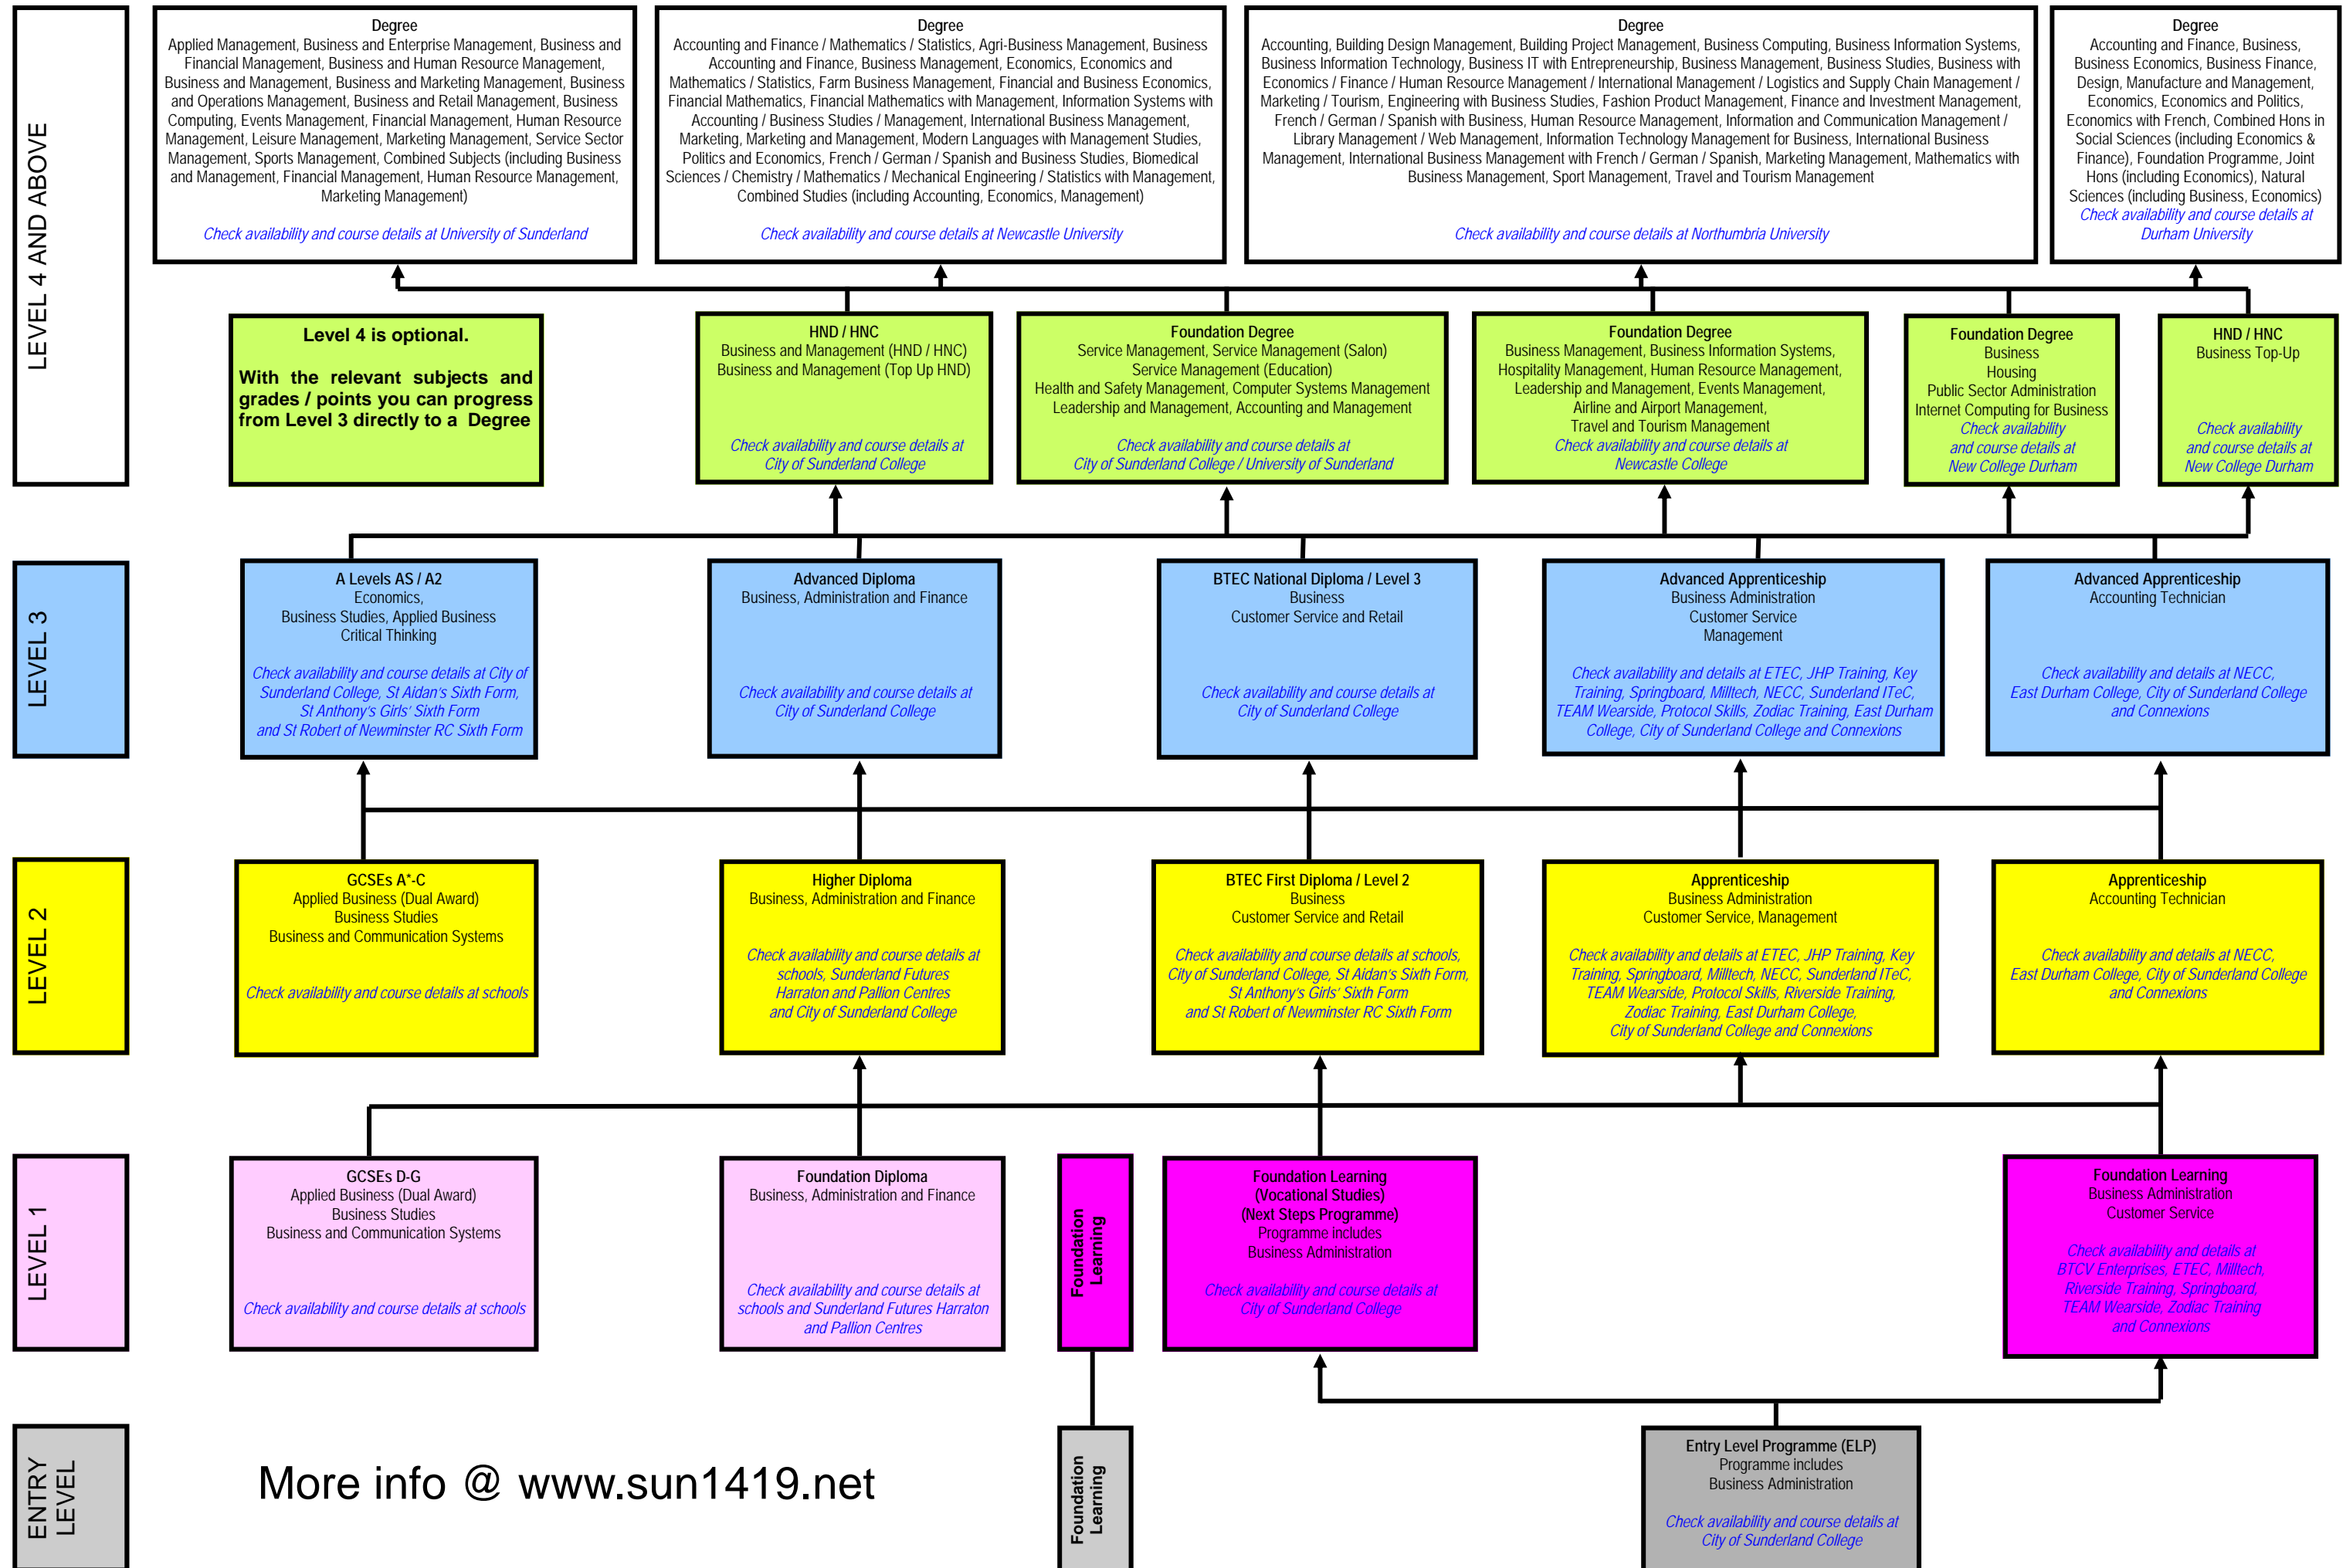 LEVEL 4 AND ABOVE
Degree
Applied Management, Business and Enterprise Management, Business and
Financial Management, Business and Human Resource Management,
Business and Management, Business and Marketing Management, Business
and Operations Management, Business and Retail Management, Business
Computing, Events Management, Financial Management, Human Resource
Management, Leisure Management, Marketing Management, Service Sector
Management, Sports Management, Combined Subjects (including Business
and Management, Financial Management, Human Resource Management,
Marketing Management)
Check availability and course details at University of Sunderland
Degree
Accounting and Finance / Mathematics / Statistics, Agri-Business Management, Business
Accounting and Finance, Business Management, Economics, Economics and
Mathematics / Statistics, Farm Business Management, Financial and Business Economics,
Financial Mathematics, Financial Mathematics with Management, Information Systems with
Accounting / Business Studies / Management, International Business Management,
Marketing, Marketing and Management, Modern Languages with Management Studies,
Politics and Economics, French / German / Spanish and Business Studies, Biomedical
Sciences / Chemistry / Mathematics / Mechanical Engineering / Statistics with Management,
Combined Studies (including Accounting, Economics, Management)
Check availability and course details at Newcastle University
Degree
Accounting, Building Design Management, Building Project Management, Business Computing, Business Information Systems,
Business Information Technology, Business IT with Entrepreneurship, Business Management, Business Studies, Business with
Economics / Finance / Human Resource Management / International Management / Logistics and Supply Chain Management /
Marketing / Tourism, Engineering with Business Studies, Fashion Product Management, Finance and Investment Management,
French / German / Spanish with Business, Human Resource Management, Information and Communication Management /
Library Management / Web Management, Information Technology Management for Business, International Business
Management, International Business Management with French / German / Spanish, Marketing Management, Mathematics with
Business Management, Sport Management, Travel and Tourism Management
Check availability and course details at Northumbria University
Degree
Accounting and Finance, Business,
Business Economics, Business Finance,
Design, Manufacture and Management,
Economics, Economics and Politics,
Economics with French, Combined Hons in
Social Sciences (including Economics &
Finance), Foundation Programme, Joint
Hons (including Economics), Natural
Sciences (including Business, Economics)
Check availability and course details at
Durham University
Level 4 is optional.
With the relevant subjects and
grades / points you can progress
from Level 3 directly to a Degree
HND / HNC
Business and Management (HND / HNC)
Business and Management (Top Up HND)
Check availability and course details at
City of Sunderland College
Foundation Degree
Service Management, Service Management (Salon)
Service Management (Education)
Health and Safety Management, Computer Systems Management
Leadership and Management, Accounting and Management
Check availability and course details at
City of Sunderland College / University of Sunderland
Foundation Degree
Business Management, Business Information Systems,
Hospitality Management, Human Resource Management,
Leadership and Management, Events Management,
Airline and Airport Management,
Travel and Tourism Management
Check availability and course details at
Newcastle College
Foundation Degree
Business
Housing
Public Sector Administration
Internet Computing for Business
Check availability
and course details at
New College Durham
HND / HNC
Business Top-Up
Check availability
and course details at
New College Durham
LEVEL 3
A Levels AS / A2
Economics,
Business Studies, Applied Business
Critical Thinking
Check availability and course details at City of
Sunderland College, St Aidan's Sixth Form,
St Anthony's Girls' Sixth Form
and St Robert of Newminster RC Sixth Form
Advanced Diploma
Business, Administration and Finance
Check availability and course details at
City of Sunderland College
BTEC National Diploma / Level 3
Business
Customer Service and Retail
Check availability and course details at
City of Sunderland College
Advanced Apprenticeship
Business Administration
Customer Service
Management
Check availability and details at ETEC, JHP Training, Key
Training, Springboard, Milltech, NECC, Sunderland ITeC,
TEAM Wearside, Protocol Skills, Zodiac Training, East Durham
College, City of Sunderland College and Connexions
Advanced Apprenticeship
Accounting Technician
Check availability and details at NECC,
East Durham College, City of Sunderland College
and Connexions
LEVEL 2
GCSEs A*-C
Applied Business (Dual Award)
Business Studies
Business and Communication Systems
Check availability and course details at schools
Higher Diploma
Business, Administration and Finance
Check availability and course details at
schools, Sunderland Futures
Harraton and Pallion Centres
and City of Sunderland College
BTEC First Diploma / Level 2
Business
Customer Service and Retail
Check availability and course details at schools,
City of Sunderland College, St Aidan's Sixth Form,
St Anthony's Girls' Sixth Form
and St Robert of Newminster RC Sixth Form
Apprenticeship
Business Administration
Customer Service, Management
Check availability and details at ETEC, JHP Training, Key
Training, Springboard, Milltech, NECC, Sunderland ITeC,
TEAM Wearside, Protocol Skills, Riverside Training,
Zodiac Training, East Durham College,
City of Sunderland College and Connexions
Apprenticeship
Accounting Technician
Check availability and details at NECC,
East Durham College, City of Sunderland College
and Connexions
LEVEL 1
GCSEs D-G
Applied Business (Dual Award)
Business Studies
Business and Communication Systems
Check availability and course details at schools
Foundation Diploma
Business, Administration and Finance
Check availability and course details at
schools and Sunderland Futures Harraton
and Pallion Centres
Foundation
Learning
Foundation Learning
(Vocational Studies)
(Next Steps Programme)
Programme includes
Business Administration
Check availability and course details at
City of Sunderland College
Foundation Learning
Business Administration
Customer Service
Check availability and details at
BTCV Enterprises, ETEC, Milltech,
Riverside Training, Springboard,
TEAM Wearside, Zodiac Training
and Connexions
ENTRY
LEVEL
More info @ www.sun1419.net
Foundation
Learning
Entry Level Programme (ELP)
Programme includes
Business Administration
Check availability and course details at
City of Sunderland College